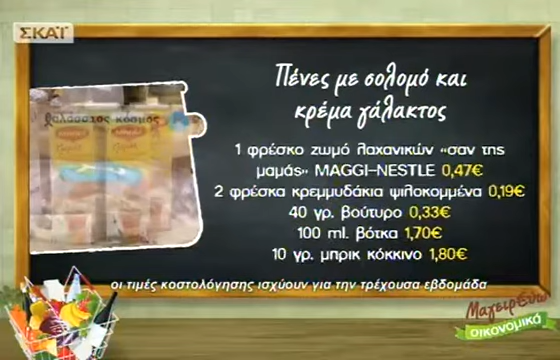 ΣΚΑΪ
Πένες με σολομό και
κρέμα γάλακτος
θαλάσσιος κόσμος
1 φρέσκο ζωμό λαχανικών «σαν της
μαμάς» MAGGI-NESTLE 0,47€
2 φρέσκα κρεμμυδάκια ψιλοκομμένα 0,19€
40 γρ. βούτυρο 0,33€
100 ml. βότκα 1,70€
10 γρ. μπρικ κόκκινο 1,80€
οι τιμές κοστολόγησης ισχύουν για την τρέχουσα εβδομάδα
Μαγειρεύω
οικονομικά